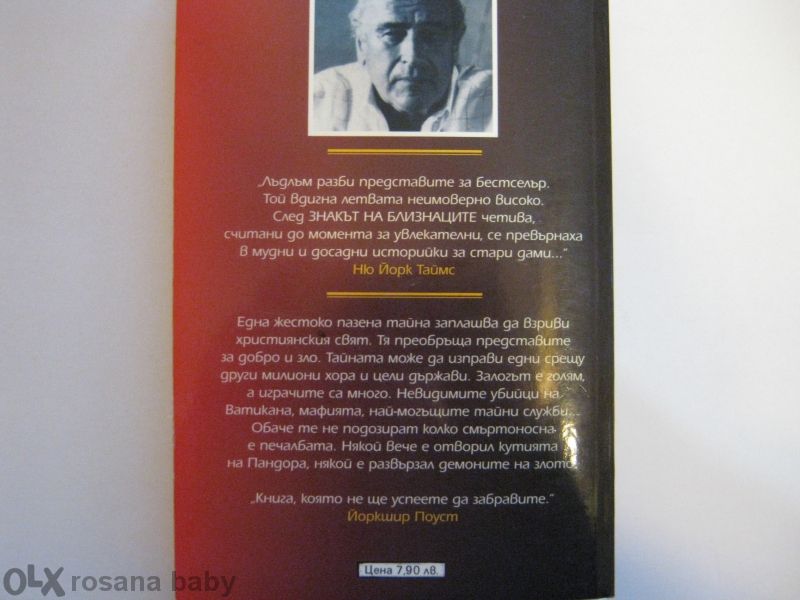 „Лъдлъм разби представите за бестселър.
Той вдигна летвата неимоверно високо.
След ЗНАКЪТ НА БЛИЗНАЦИТЕ четива,
считани до момента за увлекателни, се превърнаха
в мудни и досадни историйки за стари дами...“
Ню Йорк Таймс
Една жестоко пазена тайна заплашва да взриви
християнския свят. Тя преобръща представите
за добро и зло. Тайната може да изправи едни срещу
други милиони хора и цели държави. Залогът е голям,
а играчите са много. Невидимите убийци на
Ватикана, мафията, най-могъщите тайни служби...
Обаче те не подозират колко смъртоносна
е печалбата. Някой вече е отворил кутията
на Пандора, някой е развързал демоните на злото.
„Книга, която не ще успеете да забравите.“
Йоркшир Поуст
Цена 7,90 лв.
OLX rosana baby